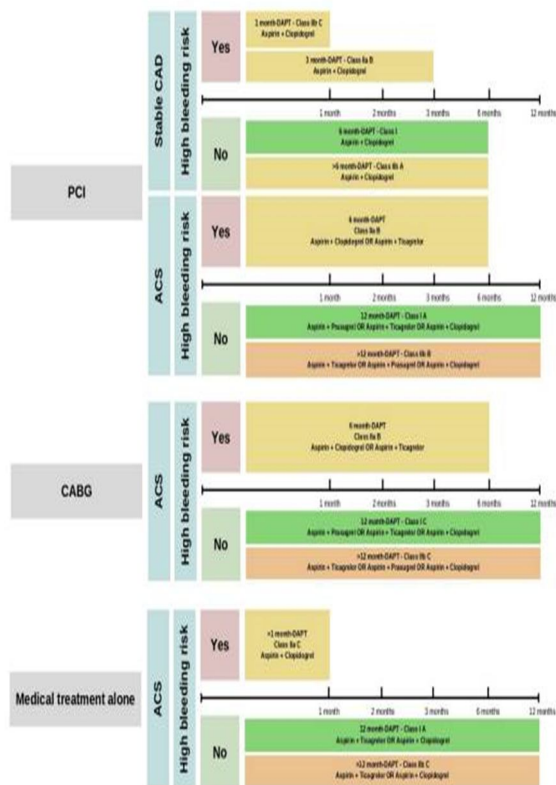 PCI
Stable CAD
High bleeding risk
Yes
1 month-DAPT - Class IIb C
Aspirin + Clopidogrel
3 month-DAPT - Class IIa B
Aspirin + Clopidogrel
1 month 2 months 3 months 6 months 12 months
No
6 month-DAPT - Class I
Aspirin + Clopidogrel
>6 month-DAPT - Class IIb A
Aspirin + Clopidogrel
ACS
High bleeding risk
Yes
6 month-DAPT
Class IIa B
Aspirin + Clopidogrel OR Aspirin + Ticagrelor
1 month 2 months 3 months 6 months 12 months
No
12 month-DAPT - Class I A
Aspirin + Prasugrel OR Aspirin + Ticagrelor OR Aspirin + Clopidogrel
>12 month-DAPT - Class IIb B
Aspirin + Ticagrelor OR Aspirin + Prasugrel OR Aspirin + Clopidogrel
CABG
ACS
High bleeding risk
Yes
6 month-DAPT
Class IIa B
Aspirin + Clopidogrel OR Aspirin + Ticagrelor
1 month 2 months 3 months 6 months 12 months
No
12 month-DAPT - Class I C
Aspirin + Prasugrel OR Aspirin + Ticagrelor OR Aspirin + Clopidogrel
>12 month-DAPT - Class IIb C
Aspirin + Ticagrelor OR Aspirin + Prasugrel OR Aspirin + Clopidogrel
Medical treatment alone
ACS
High bleeding risk
Yes
>1 month-DAPT
Class IIa C
Aspirin + Clopidogrel
1 month 2 months 3 months 6 months 12 months
No
12 month-DAPT - Class I A
Aspirin + Ticagrelor OR Aspirin + Clopidogrel
>12 month-DAPT - Class IIb C
Aspirin + Ticagrelor OR Aspirin + Clopidogrel